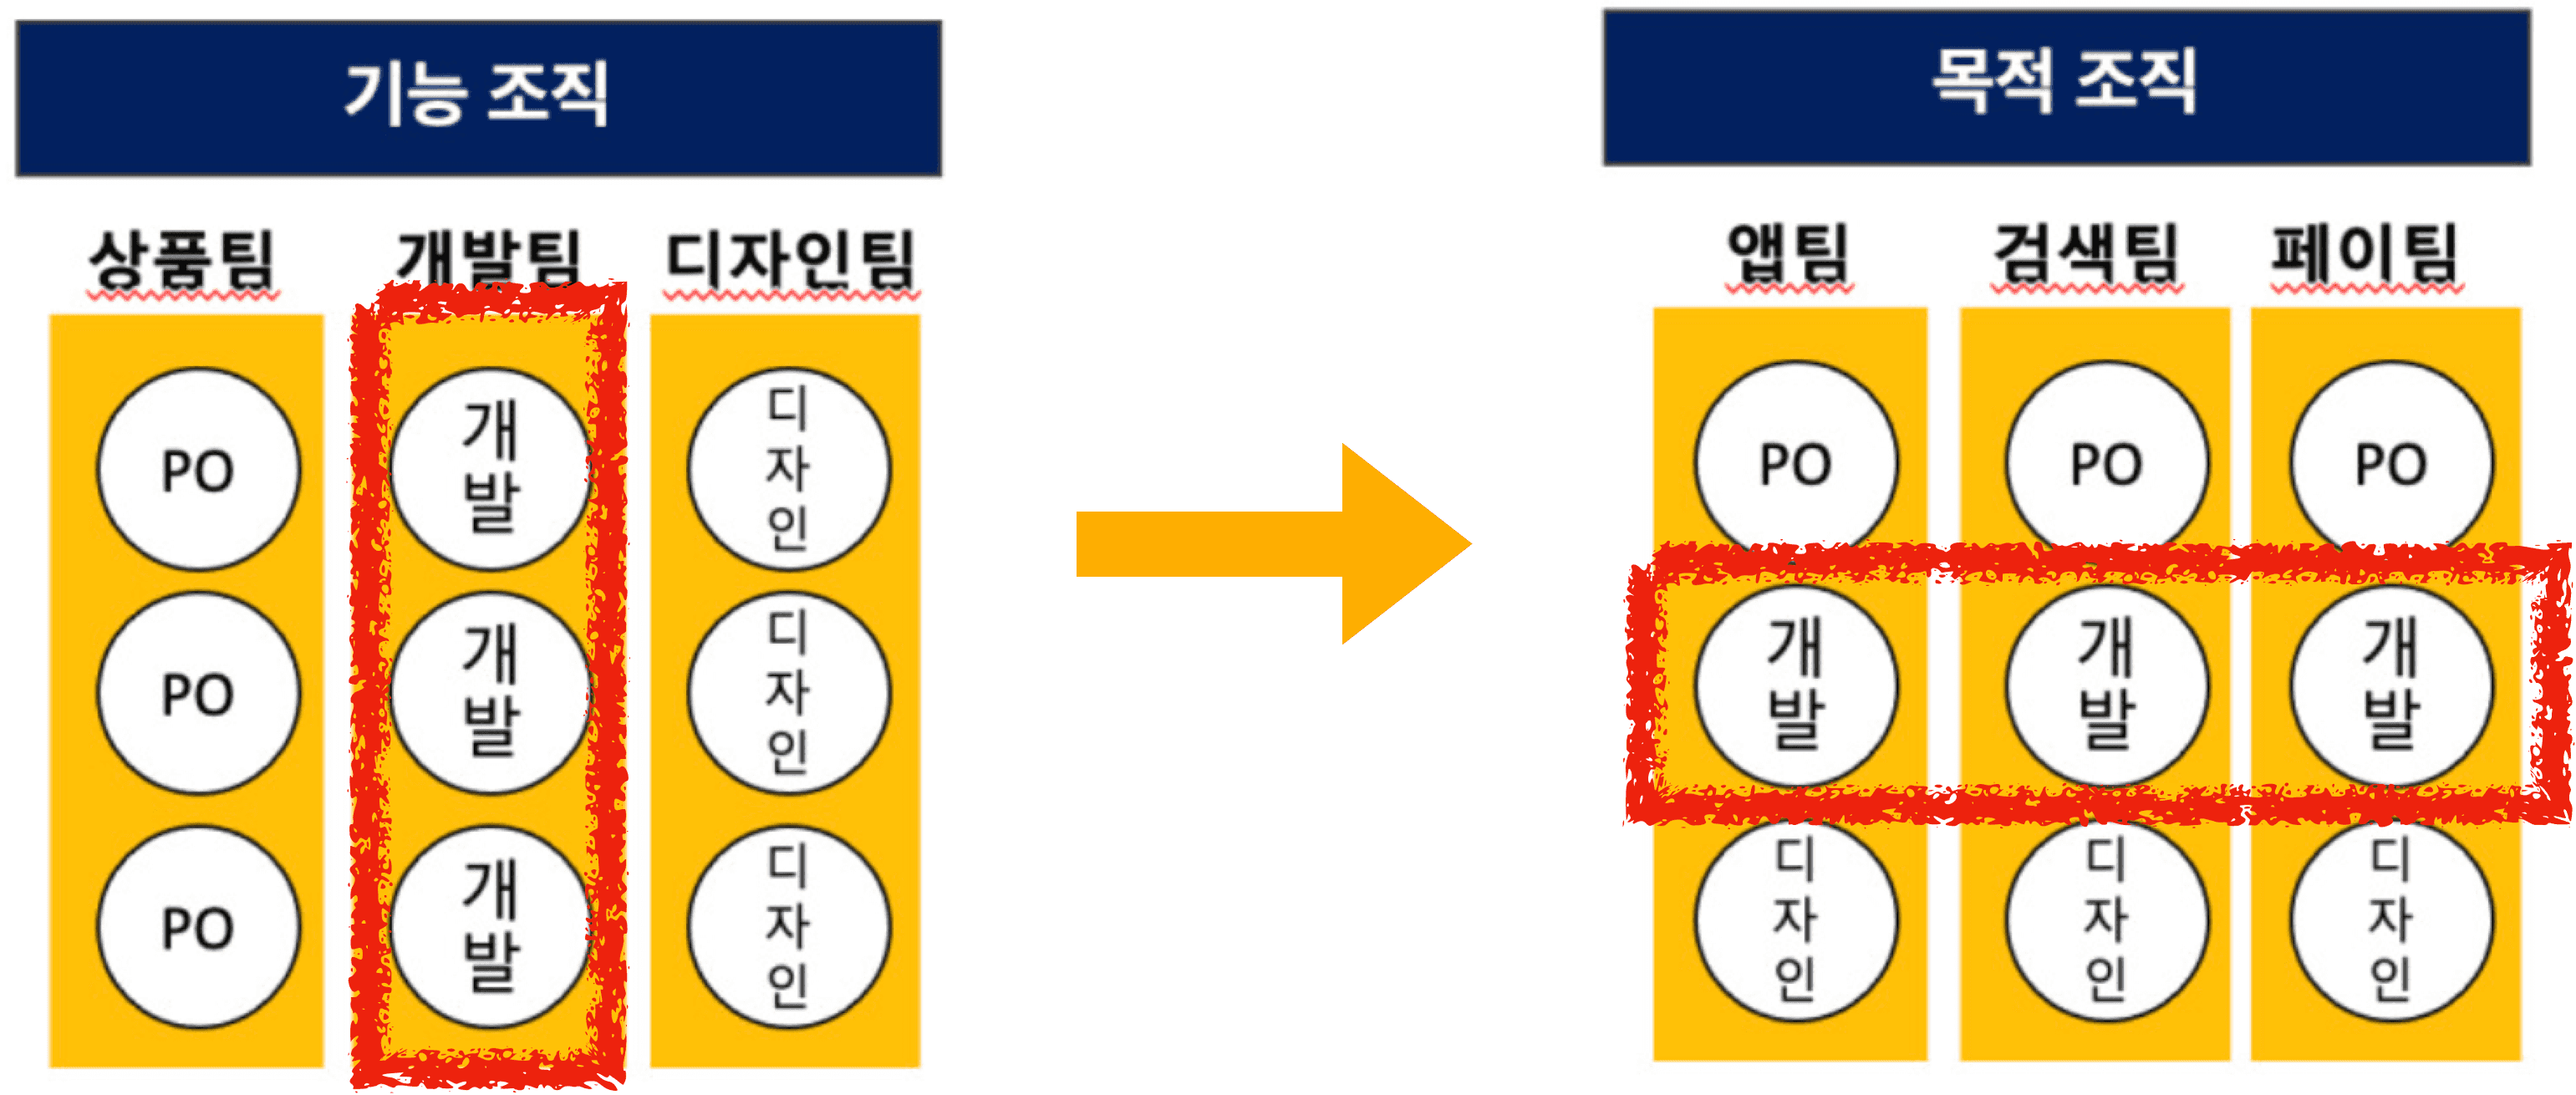 기능 조직
상품팀 개발팀 디자인팀
PO 개발 디자인
PO 개발 디자인
PO 개발 디자인
목적 조직
앱팀 검색팀 페이팀
PO PO PO
개발 개발 개발
디자인 디자인 디자인